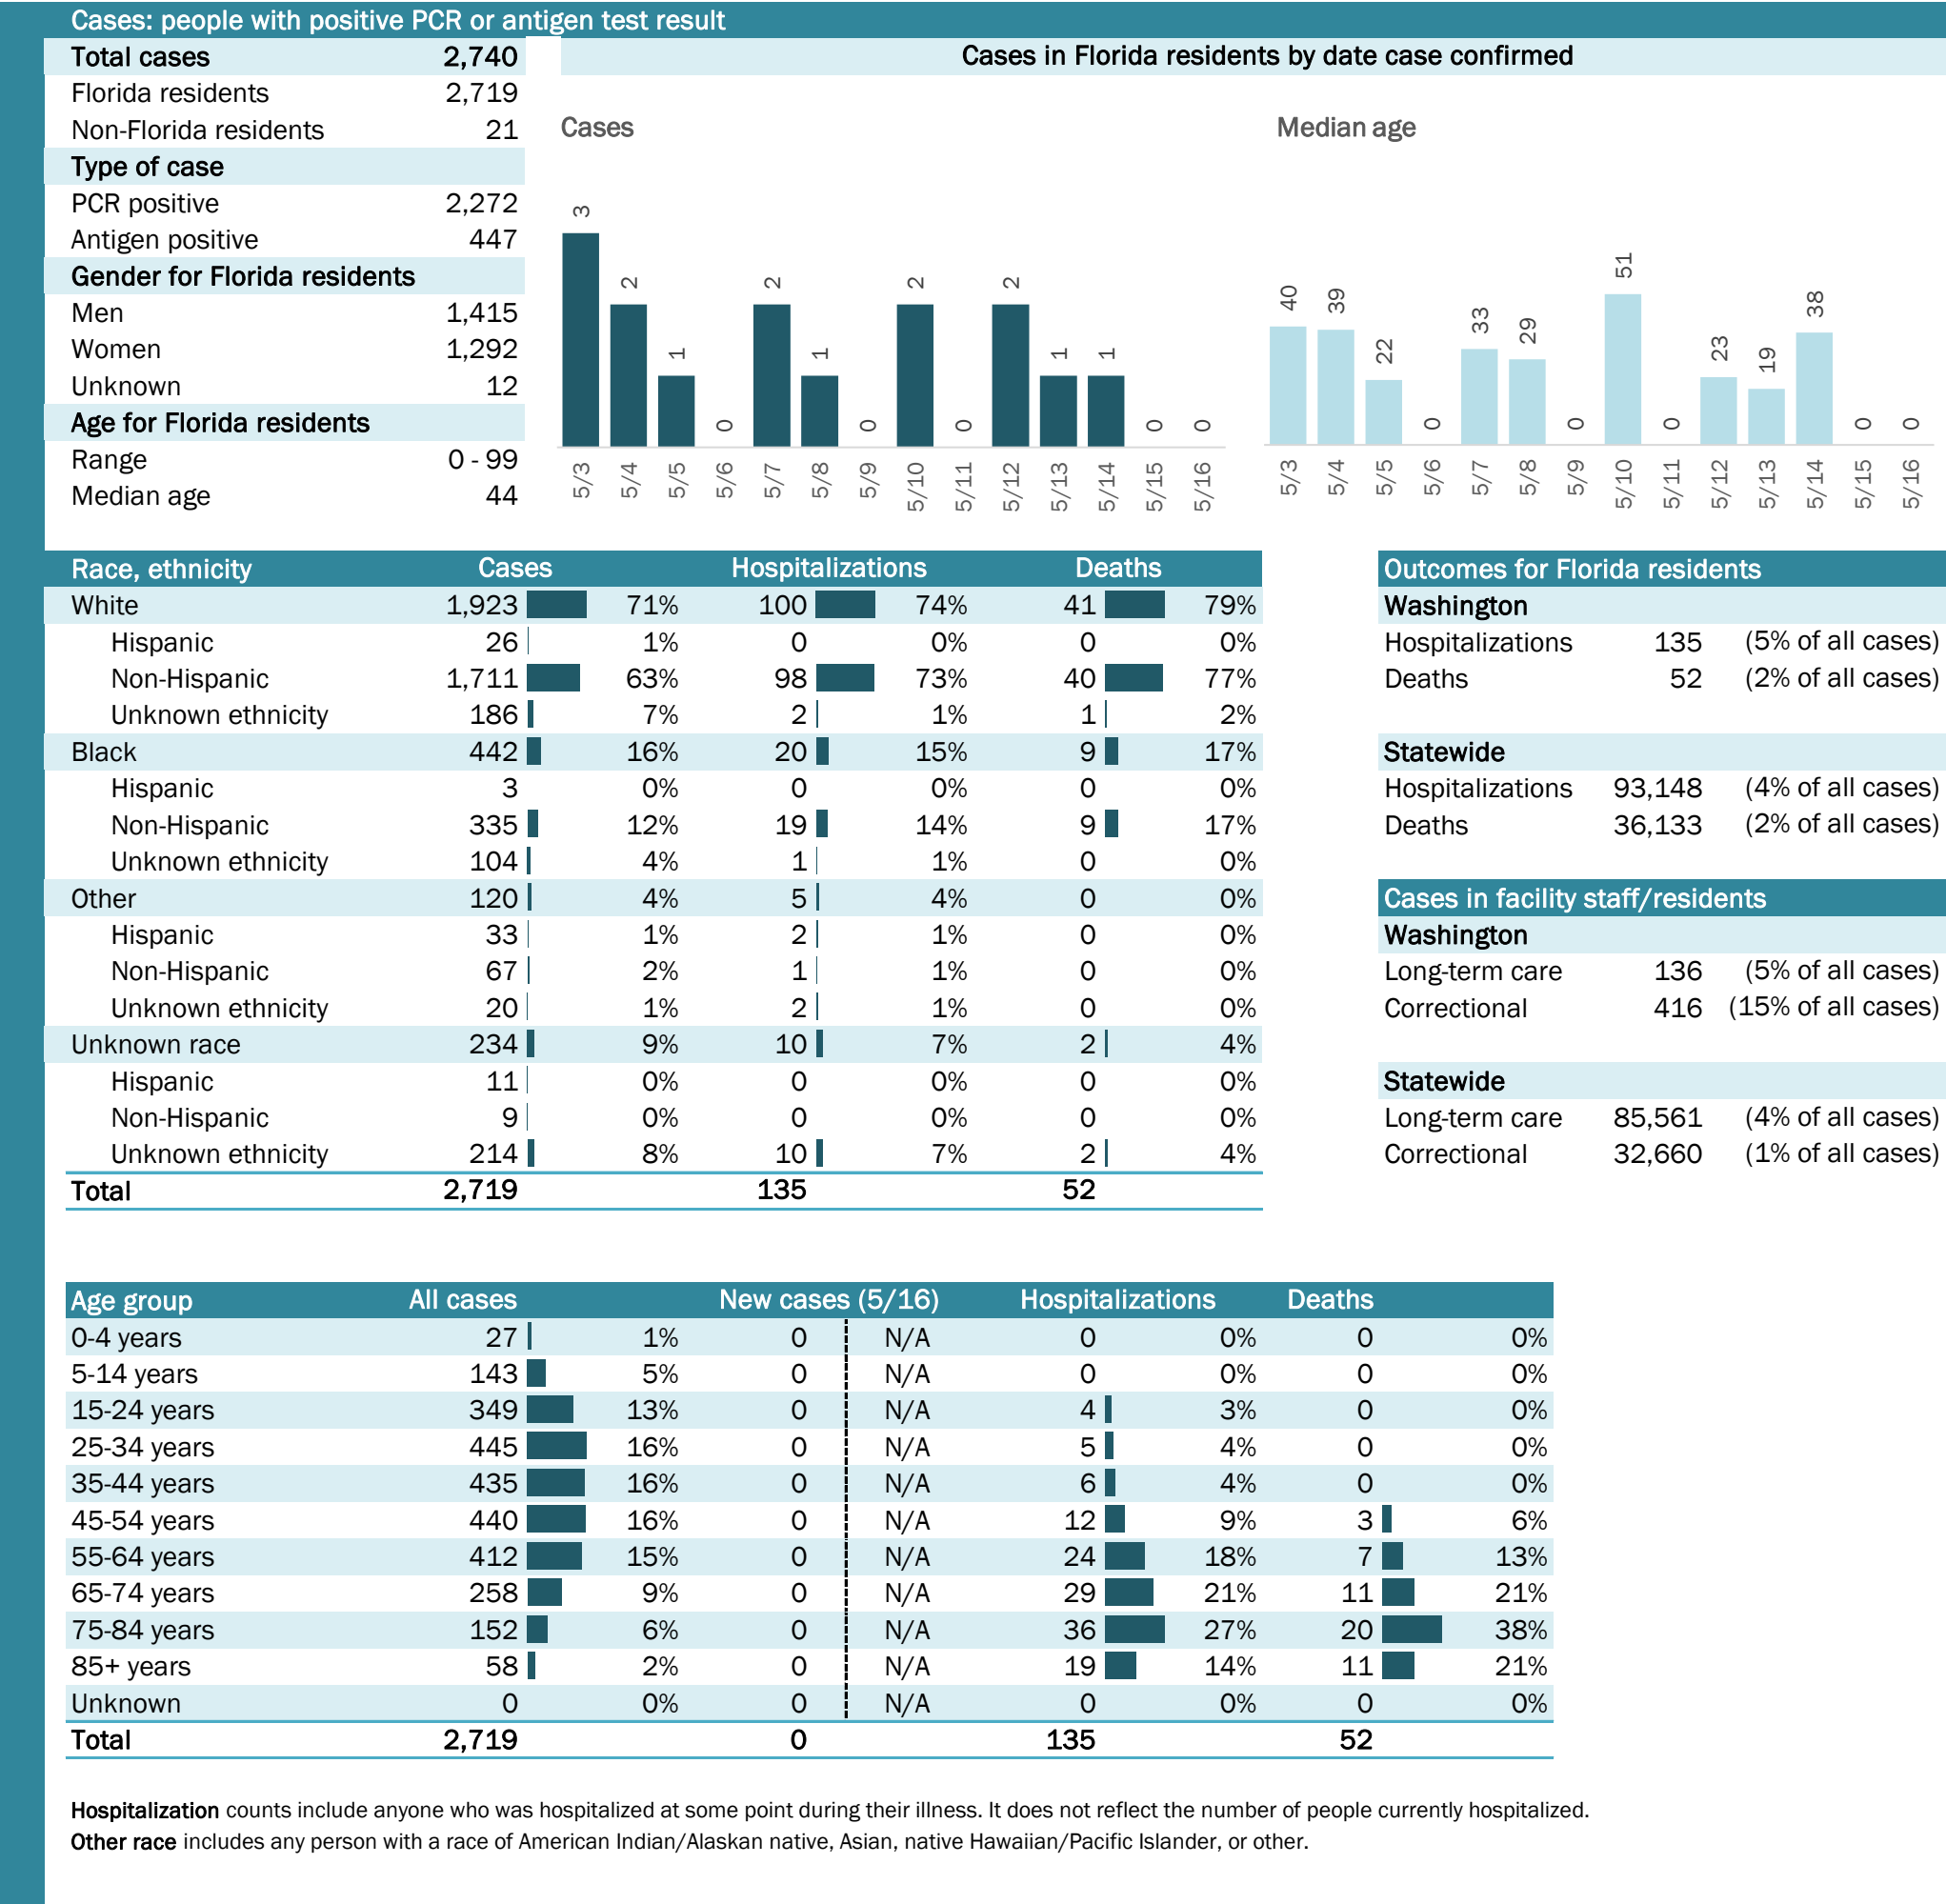 Cases: people with positive PCR or antigen test result
Total cases 2,740
Florida residents 2,719
Non-Florida residents 21
Type of case
PCR positive 2,272
Antigen positive 447
Gender for Florida residents
Men 1,415
Women 1,292
Unknown 12
Age for Florida residents
Range 0 - 99
Median age 44
Cases in Florida residents by date case confirmed
Cases
3 2 1 0 2 1 0 2 0 2 1 1 0 0
5/3 5/4 5/5 5/6 5/7 5/8 5/9 5/10 5/11 5/12 5/13 5/14 5/15 5/16
Median age
40 39 22 0 33 29 0 51 0 23 19 38 0 0
5/3 5/4 5/5 5/6 5/7 5/8 5/9 5/10 5/11 5/12 5/13 5/14 5/15 5/16
Race, ethnicity Cases Hospitalizations Deaths
White 1,923 71% 100 74% 41 79%
Hispanic 26 1% 0 0% 0 0%
Non-Hispanic 1,711 63% 98 73% 40 77%
Unknown ethnicity 186 7% 2 1% 1 2%
Black 442 16% 20 15% 9 17%
Hispanic 3 0% 0 0% 0 0%
Non-Hispanic 335 12% 19 14% 9 17%
Unknown ethnicity 104 4% 1 1% 0 0%
Other 120 4% 5 4% 0 0%
Hispanic 33 1% 2 1% 0 0%
Non-Hispanic 67 2% 1 1% 0 0%
Unknown ethnicity 20 1% 2 1% 0 0%
Unknown race 234 9% 10 7% 2 4%
Hispanic 11 0% 0 0% 0 0%
Non-Hispanic 9 0% 0 0% 0 0%
Unknown ethnicity 214 8% 10 7% 2 4%
Total 2,719 135 52
Outcomes for Florida residents
Washington
Hospitalizations 135 (5% of all cases)
Deaths 52 (2% of all cases)
Statewide
Hospitalizations 93,148 (4% of all cases)
Deaths 36,133 (2% of all cases)
Cases in facility staff/residents
Washington
Long-term care 136 (5% of all cases)
Correctional 416 (15% of all cases)
Statewide
Long-term care 85,561 (4% of all cases)
Correctional 32,660 (1% of all cases)
Age group All cases New cases (5/16) Hospitalizations Deaths
0-4 years 27 1% 0 N/A 0 0% 0 0%
5-14 years 143 5% 0 N/A 0 0% 0 0%
15-24 years 349 13% 0 N/A 4 3% 0 0%
25-34 years 445 16% 0 N/A 5 4% 0 0%
35-44 years 435 16% 0 N/A 6 4% 0 0%
45-54 years 440 16% 0 N/A 12 9% 3 6%
55-64 years 412 15% 0 N/A 24 18% 7 13%
65-74 years 258 9% 0 N/A 29 21% 11 21%
75-84 years 152 6% 0 N/A 36 27% 20 38%
85+ years 58 2% 0 N/A 19 14% 11 21%
Unknown 0 0% 0 N/A 0 0% 0 0%
Total 2,719 0 135 52
Hospitalization counts include anyone who was hospitalized at some point during their illness. It does not reflect the number of people currently hospitalized.
Other race includes any person with a race of American Indian/Alaskan native, Asian, native Hawaiian/Pacific Islander, or other.